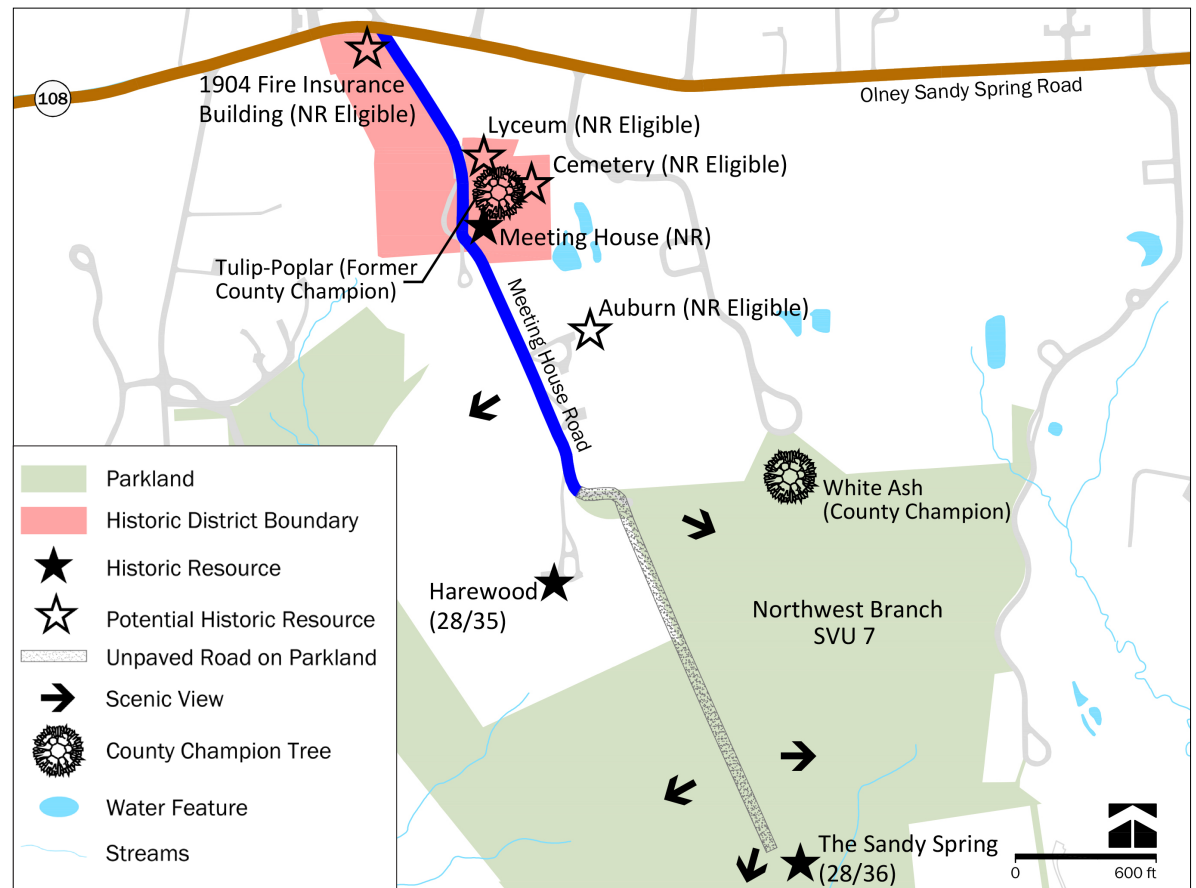 108
Olney Sandy Spring Road
1904 Fire Insurance
Building (NR Eligible)
Lyceum (NR Eligible)
Cemetery (NR Eligible)
Meeting House (NR)
Tulip-Poplar (Former
County Champion)
Meeting House Road
Auburn (NR Eligible)
White Ash
(County Champion)
Harewood
(28/35)
Northwest Branch
SVU 7
The Sandy Spring
(28/36)
Parkland
Historic District Boundary
Historic Resource
Potential Historic Resource
Unpaved Road on Parkland
Scenic View
County Champion Tree
Water Feature
Streams
0 600 ft